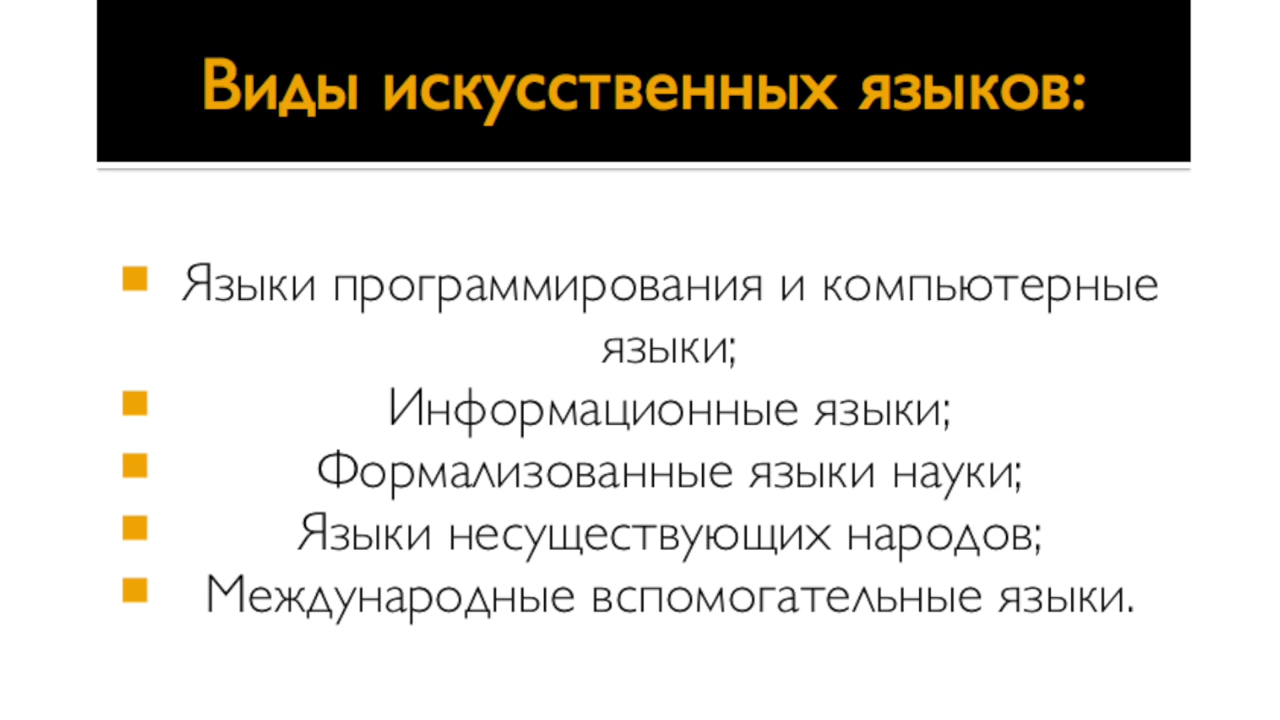 Виды искусственных языков:
Языки программирования и компьютерные
языки;
Информационные языки;
Формализованные языки науки;
Языки несуществующих народов;
Международные вспомогательные языки.